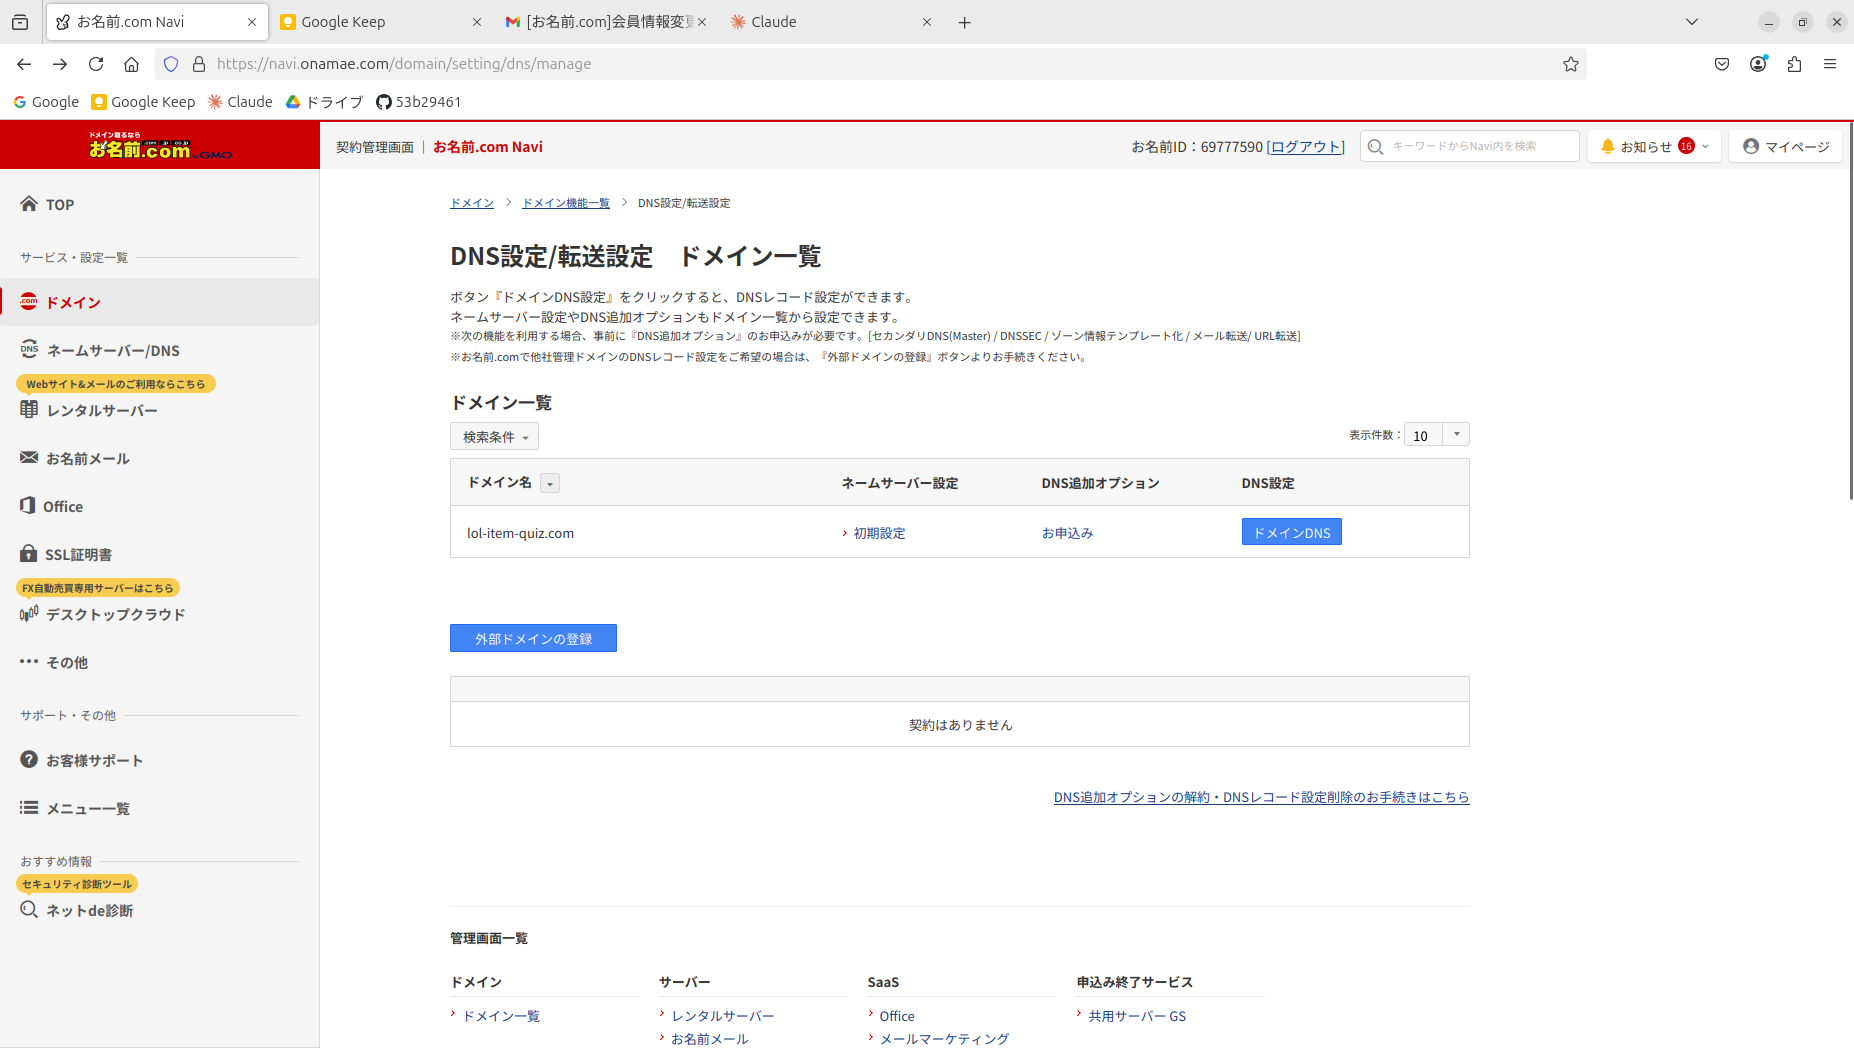 お名前.com Navi
Google Keep
[お名前.com]会員情報変更
Claude
https://navi.onamae.com/domain/setting/dns/manage
Google
Google Keep
Claude
ドライブ
53b29461
ドメイン取るなら
お名前.com
by GMO
契約管理画面 | お名前.com Navi
お名前ID：69777590 [ログアウト]
キーワードからNavi内を検索
お知らせ 16
マイページ
TOP
サービス・設定一覧
.com ドメイン
DNS ネームサーバー/DNS
Webサイト&メールのご利用ならこちら
レンタルサーバー
お名前メール
Office
SSL証明書
FX自動売買専用サーバーはこちら
デスクトップクラウド
その他
サポート・その他
お客様サポート
メニュー一覧
おすすめ情報
セキュリティ診断ツール
ネットde診断
ドメイン > ドメイン機能一覧 > DNS設定/転送設定
DNS設定/転送設定　ドメイン一覧
ボタン『ドメインDNS設定』をクリックすると、DNSレコード設定ができます。
ネームサーバー設定やDNS追加オプションもドメイン一覧から設定できます。
※次の機能を利用する場合、事前に『DNS追加オプション』のお申込みが必要です。[セカンダリDNS(Master) / DNSSEC / ゾーン情報テンプレート化 / メール転送/ URL転送]
※お名前.comで他社管理ドメインのDNSレコード設定をご希望の場合は、『外部ドメインの登録』ボタンよりお手続きください。
ドメイン一覧
検索条件
表示件数： 10
ドメイン名 ネームサーバー設定 DNS追加オプション DNS設定
lol-item-quiz.com 初期設定 お申込み ドメインDNS
外部ドメインの登録
契約はありません
DNS追加オプションの解約・DNSレコード設定削除のお手続きはこちら
管理画面一覧
ドメイン サーバー SaaS 申込み終了サービス
ドメイン一覧 レンタルサーバー Office 共用サーバー GS
お名前メール メールマーケティング